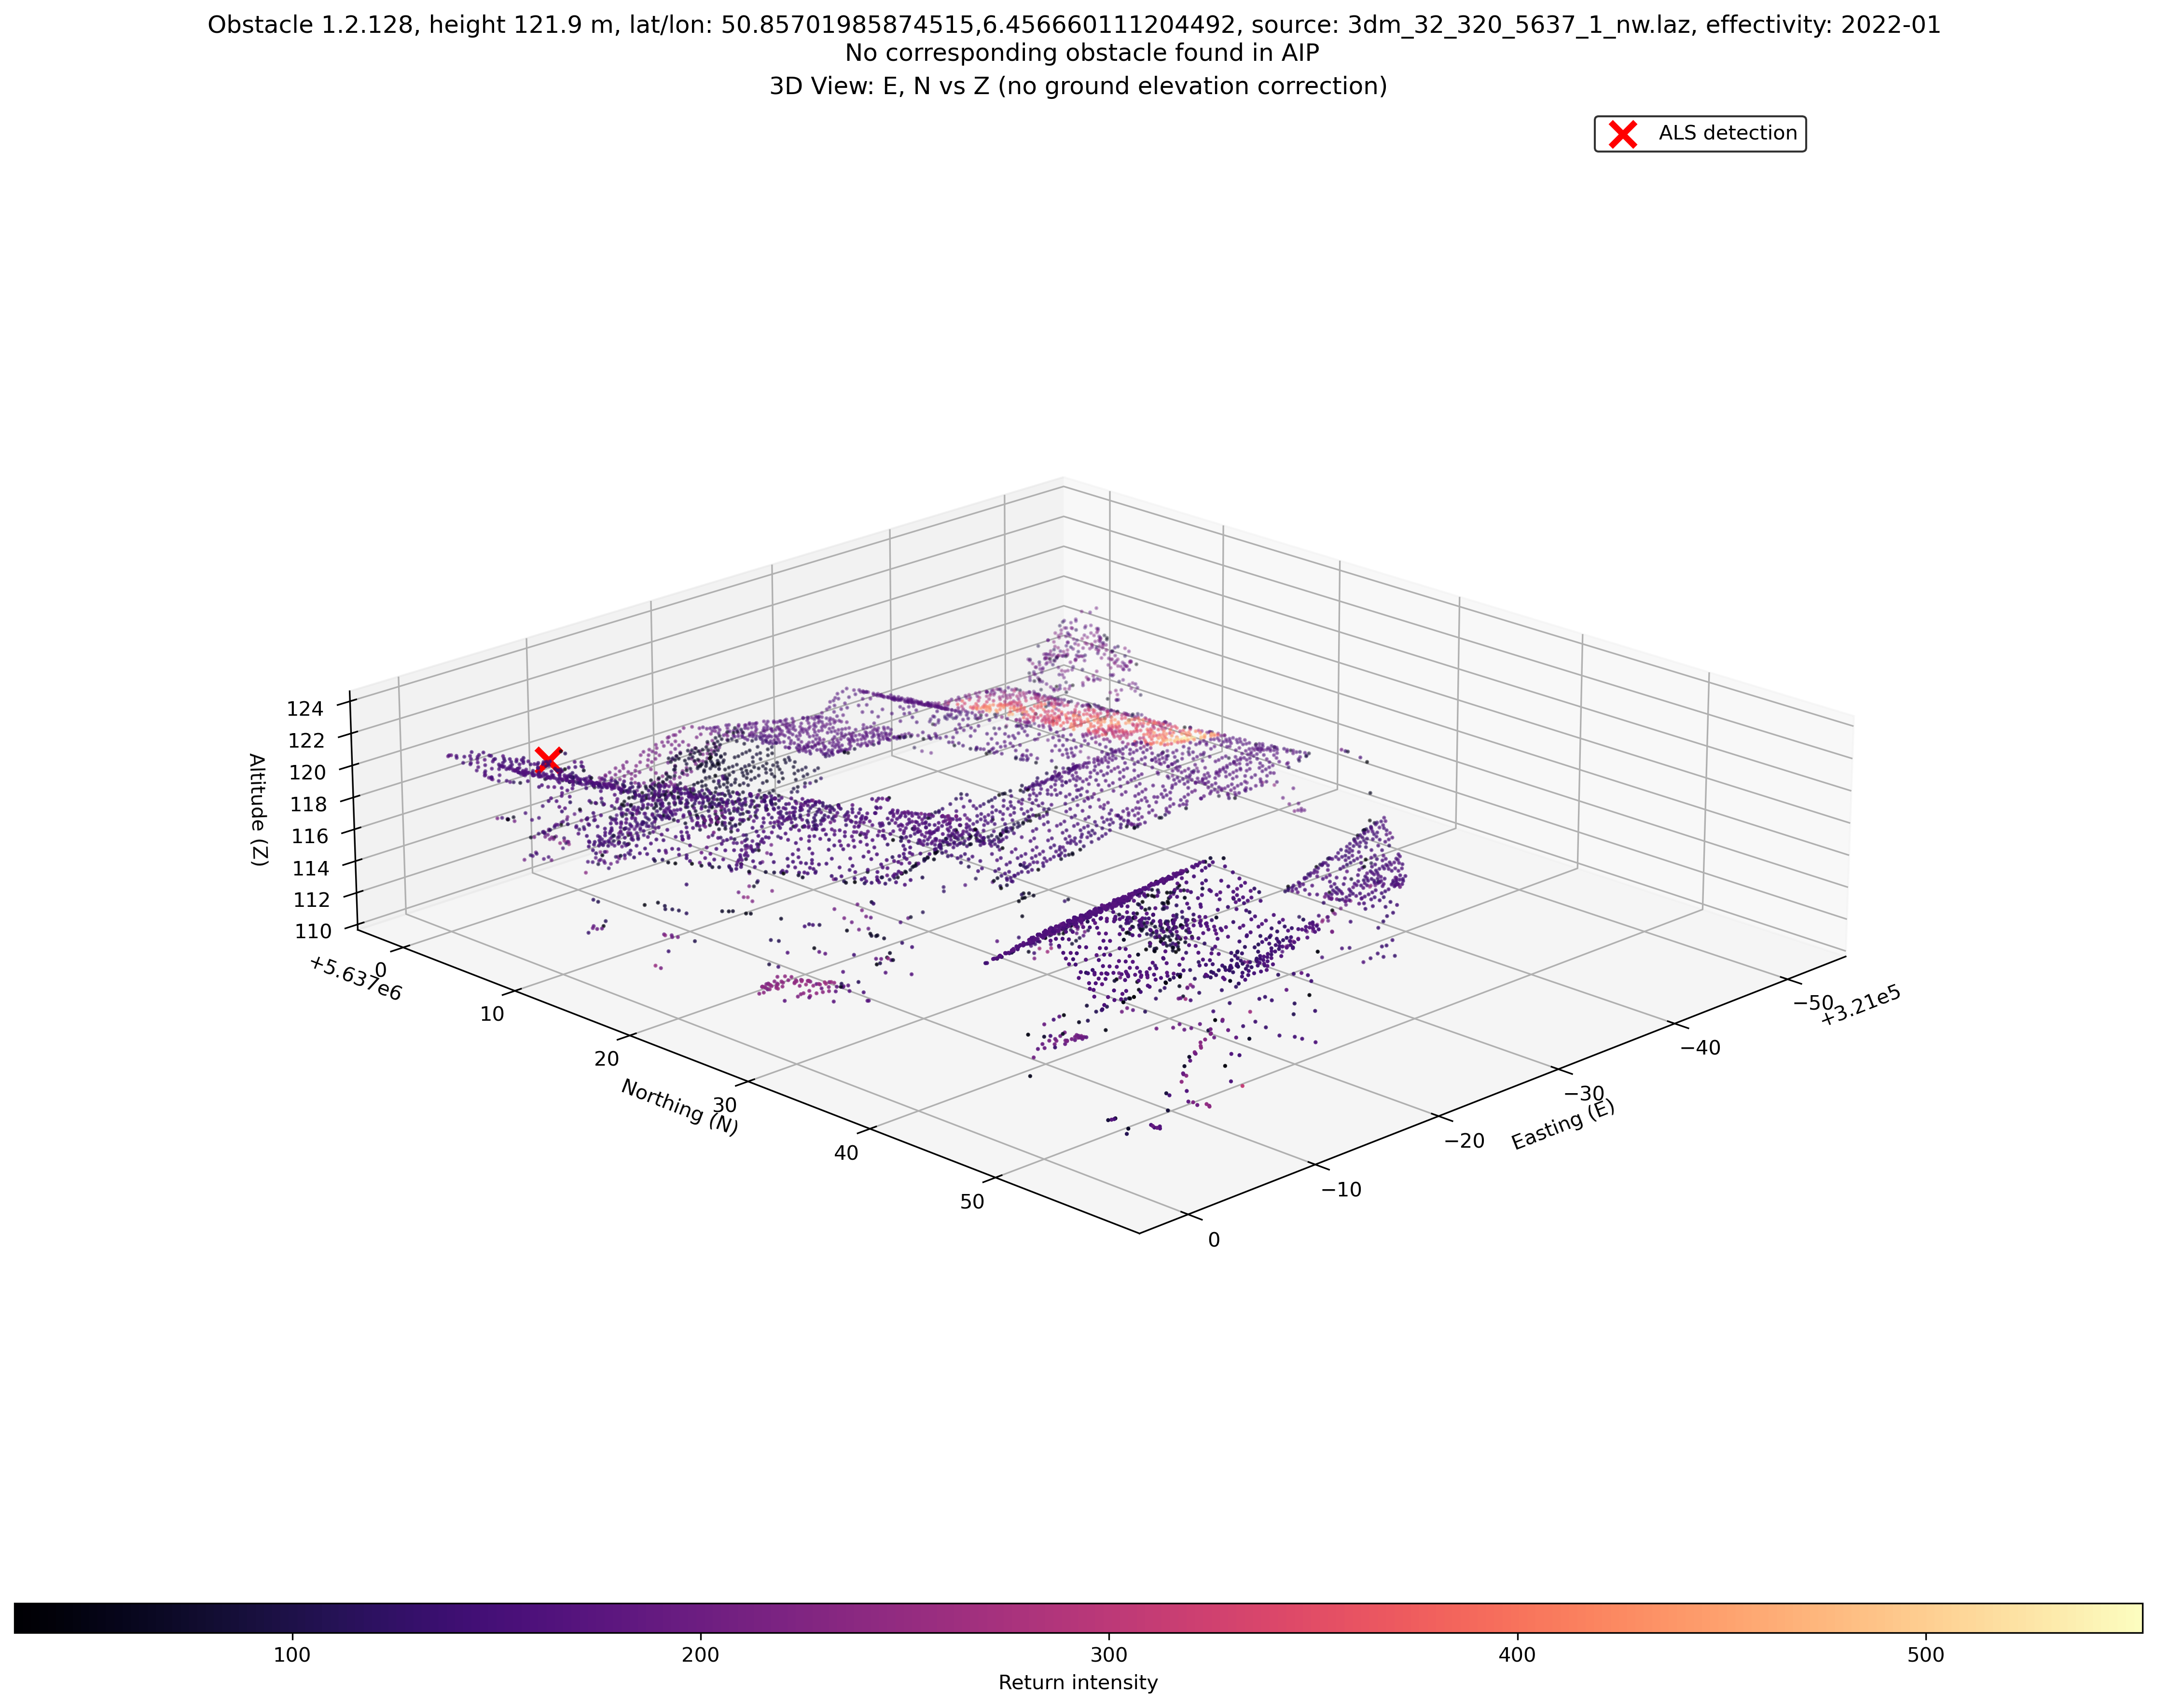 Obstacle 1.2.128, height 121.9 m, lat/lon: 50.85701985874515,6.456660111204492, source: 3dm_32_320_5637_1_nw.laz, effectivity: 2022-01
No corresponding obstacle found in AIP
3D View: E, N vs Z (no ground elevation correction)
ALS detection
124
122
120
118
116
114
112
110
Altitude (Z)
+5.637e6
0
10
20
30
40
50
Northing (N)
−50
−40
−30
−20
−10
0
+3.21e5
Easting (E)
100
200
300
400
500
Return intensity